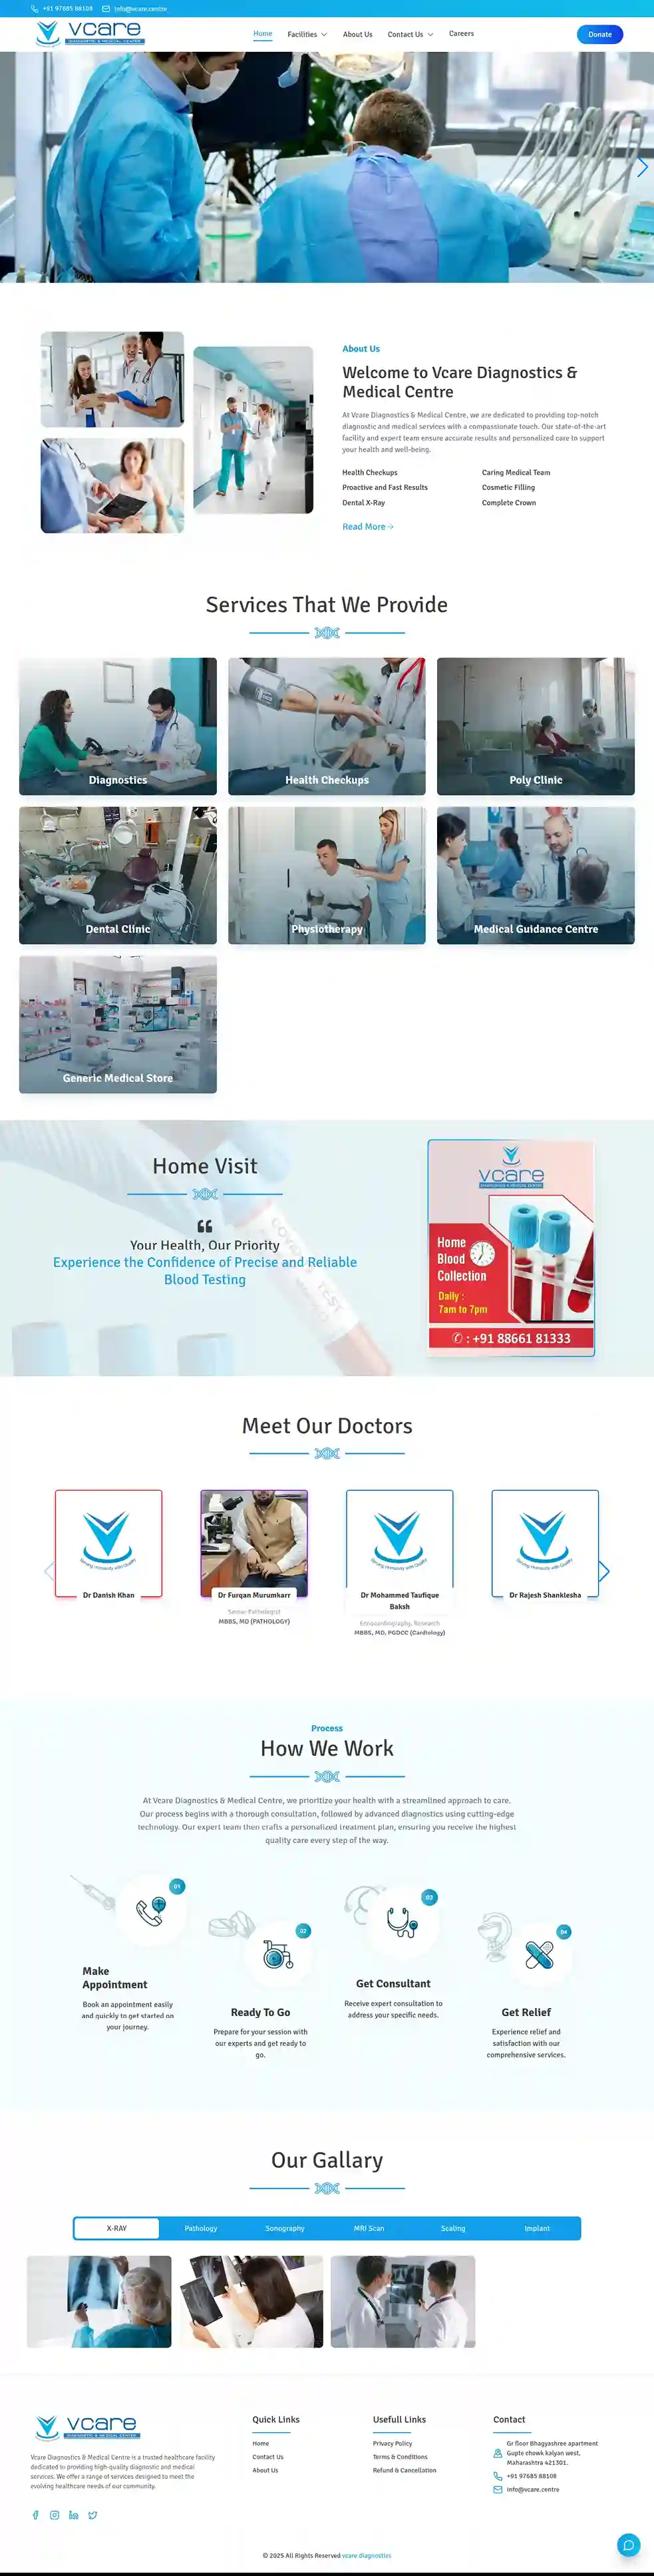 +91 97685 88108 info@vcare.centre
vcare
DIAGNOSTIC & MEDICAL CENTER
Home Facilities About Us Contact Us Careers Donate
About Us
Welcome to Vcare Diagnostics &
Medical Centre
At Vcare Diagnostics & Medical Centre, we are dedicated to providing top-notch
diagnostic and medical services with a compassionate touch. Our state-of-the-art
facility and expert team ensure accurate results and personalized care to support
your health and well-being.
Health Checkups Caring Medical Team
Proactive and Fast Results Cosmetic Filling
Dental X-Ray Complete Crown
Read More
Services That We Provide
Diagnostics Health Checkups Poly Clinic
Dental Clinic Physiotherapy Medical Guidance Centre
Generic Medical Store
Home Visit
Your Health, Our Priority
Experience the Confidence of Precise and Reliable
Blood Testing
vcare
Home
Blood
Collection
Daily :
7am to 7pm
: +91 88661 81333
Meet Our Doctors
Serving Humanity with Quality
Dr Danish Khan
Dr Furqan Murumkarr
Senior Pathologist
MBBS, MD (PATHOLOGY)
Serving Humanity with Quality
Dr Mohammed Taufique
Baksh
Echocardiography, Research
MBBS, MD, PGDCC (Cardiology)
Serving Humanity with Quality
Dr Rajesh Shanklesha
Process
How We Work
At Vcare Diagnostics & Medical Centre, we prioritize your health with a streamlined approach to care.
Our process begins with a thorough consultation, followed by advanced diagnostics using cutting-edge
technology. Our expert team then crafts a personalized treatment plan, ensuring you receive the highest
quality care every step of the way.
01
Make
Appointment
Book an appointment easily
and quickly to get started on
your journey.
02
Ready To Go
Prepare for your session with
our experts and get ready to
go.
03
Get Consultant
Receive expert consultation to
address your specific needs.
04
Get Relief
Experience relief and
satisfaction with our
comprehensive services.
Our Gallary
X-RAY Pathology Sonography MRI Scan Scaling Implant
vcare
DIAGNOSTIC & MEDICAL CENTER
Vcare Diagnostics & Medical Centre is a trusted healthcare facility
dedicated to providing high-quality diagnostic and medical
services. We offer a range of services designed to meet the
evolving healthcare needs of our community.
Quick Links
Home
Contact Us
About Us
Usefull Links
Privacy Policy
Terms & Conditions
Refund & Cancellation
Contact
Gr floor Bhagyashree apartment
Gupte chowk kalyan west,
Maharashtra 421301.
+91 97685 88108
info@vcare.centre
© 2025 All Rights Reserved vcare diagnostics